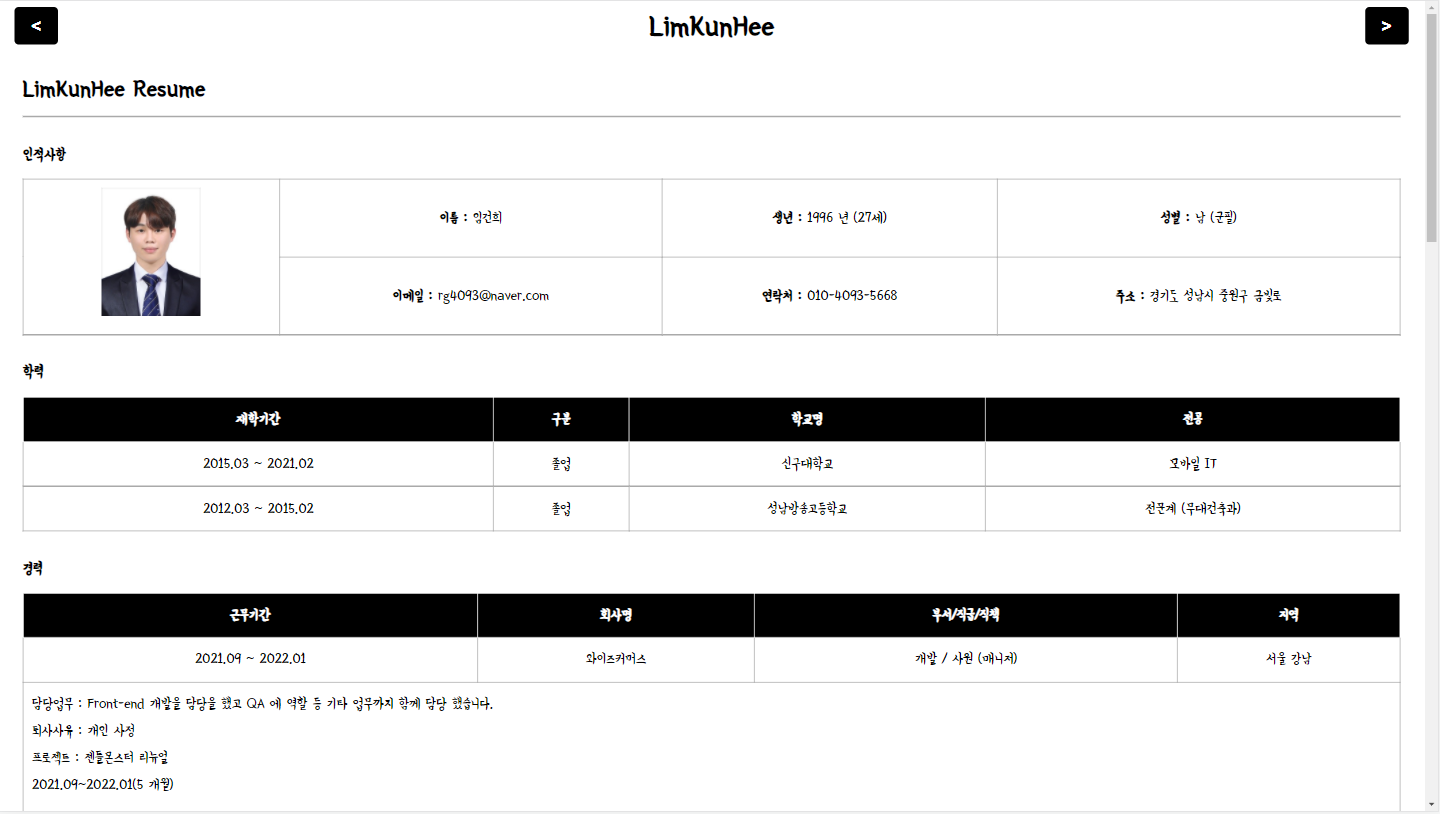 <
LimKunHee
>
LimKunHee Resume
인적사항
이름 : 임건희
생년 : 1996 년 (27세)
성별 : 남 (군필)
이메일 : rg4093@naver.com
연락처 : 010-4093-5668
주소 : 경기도 성남시 중원구 금빛로
학력
재학기간 구분 학교명 전공
2015.03 ~ 2021.02 졸업 신구대학교 모바일 IT
2012.03 ~ 2015.02 졸업 성남방송고등학교 전문계 (무대건축과)
경력
근무기간 회사명 부서/직급/직책 지역
2021.09 ~ 2022.01 와이즈커머스 개발 / 사원 (매니저) 서울 강남
담당업무 : Front-end 개발을 담당을 했고 QA 에 역할 등 기타 업무까지 함께 담당 했습니다.
퇴사사유 : 개인 사정
프로젝트 : 젠틀몬스터 리뉴얼
2021.09~2022.01(5 개월)